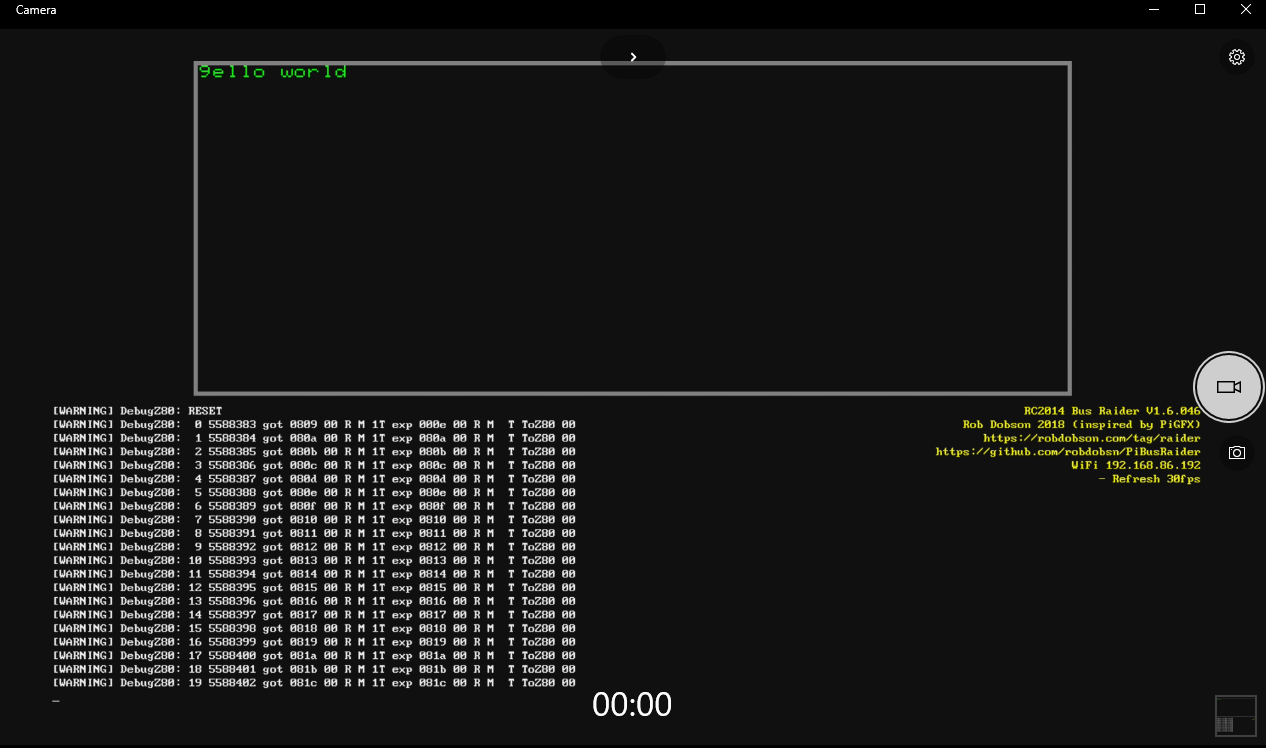 Camera
9ello world
[WARNING] DebugZ80: RESET
[WARNING] DebugZ80:  0 5588383 got 0809 00 R M 1T exp 000e 00 R M  T ToZ80 00
[WARNING] DebugZ80:  1 5588384 got 080a 00 R M 1T exp 080a 00 R M  T ToZ80 00
[WARNING] DebugZ80:  2 5588385 got 080b 00 R M 1T exp 080b 00 R M  T ToZ80 00
[WARNING] DebugZ80:  3 5588386 got 080c 00 R M 1T exp 080c 00 R M  T ToZ80 00
[WARNING] DebugZ80:  4 5588387 got 080d 00 R M 1T exp 080d 00 R M  T ToZ80 00
[WARNING] DebugZ80:  5 5588388 got 080e 00 R M 1T exp 080e 00 R M  T ToZ80 00
[WARNING] DebugZ80:  6 5588389 got 080f 00 R M 1T exp 080f 00 R M  T ToZ80 00
[WARNING] DebugZ80:  7 5588390 got 0810 00 R M 1T exp 0810 00 R M  T ToZ80 00
[WARNING] DebugZ80:  8 5588391 got 0811 00 R M 1T exp 0811 00 R M  T ToZ80 00
[WARNING] DebugZ80:  9 5588392 got 0812 00 R M 1T exp 0812 00 R M  T ToZ80 00
[WARNING] DebugZ80: 10 5588393 got 0813 00 R M 1T exp 0813 00 R M  T ToZ80 00
[WARNING] DebugZ80: 11 5588394 got 0814 00 R M 1T exp 0814 00 R M  T ToZ80 00
[WARNING] DebugZ80: 12 5588395 got 0815 00 R M 1T exp 0815 00 R M  T ToZ80 00
[WARNING] DebugZ80: 13 5588396 got 0816 00 R M 1T exp 0816 00 R M  T ToZ80 00
[WARNING] DebugZ80: 14 5588397 got 0817 00 R M 1T exp 0817 00 R M  T ToZ80 00
[WARNING] DebugZ80: 15 5588398 got 0818 00 R M 1T exp 0818 00 R M  T ToZ80 00
[WARNING] DebugZ80: 16 5588399 got 0819 00 R M 1T exp 0819 00 R M  T ToZ80 00
[WARNING] DebugZ80: 17 5588400 got 081a 00 R M 1T exp 081a 00 R M  T ToZ80 00
[WARNING] DebugZ80: 18 5588401 got 081b 00 R M 1T exp 081b 00 R M  T ToZ80 00
[WARNING] DebugZ80: 19 5588402 got 081c 00 R M 1T exp 081c 00 R M  T ToZ80 00
_
RC2014 Bus Raider V1.6.046
Rob Dobson 2018 (inspired by PiGFX)
https://robdobson.com/tag/raider
https://github.com/robdobsn/PiBusRaider
WiFi 192.168.86.192
- Refresh 30fps
00:00